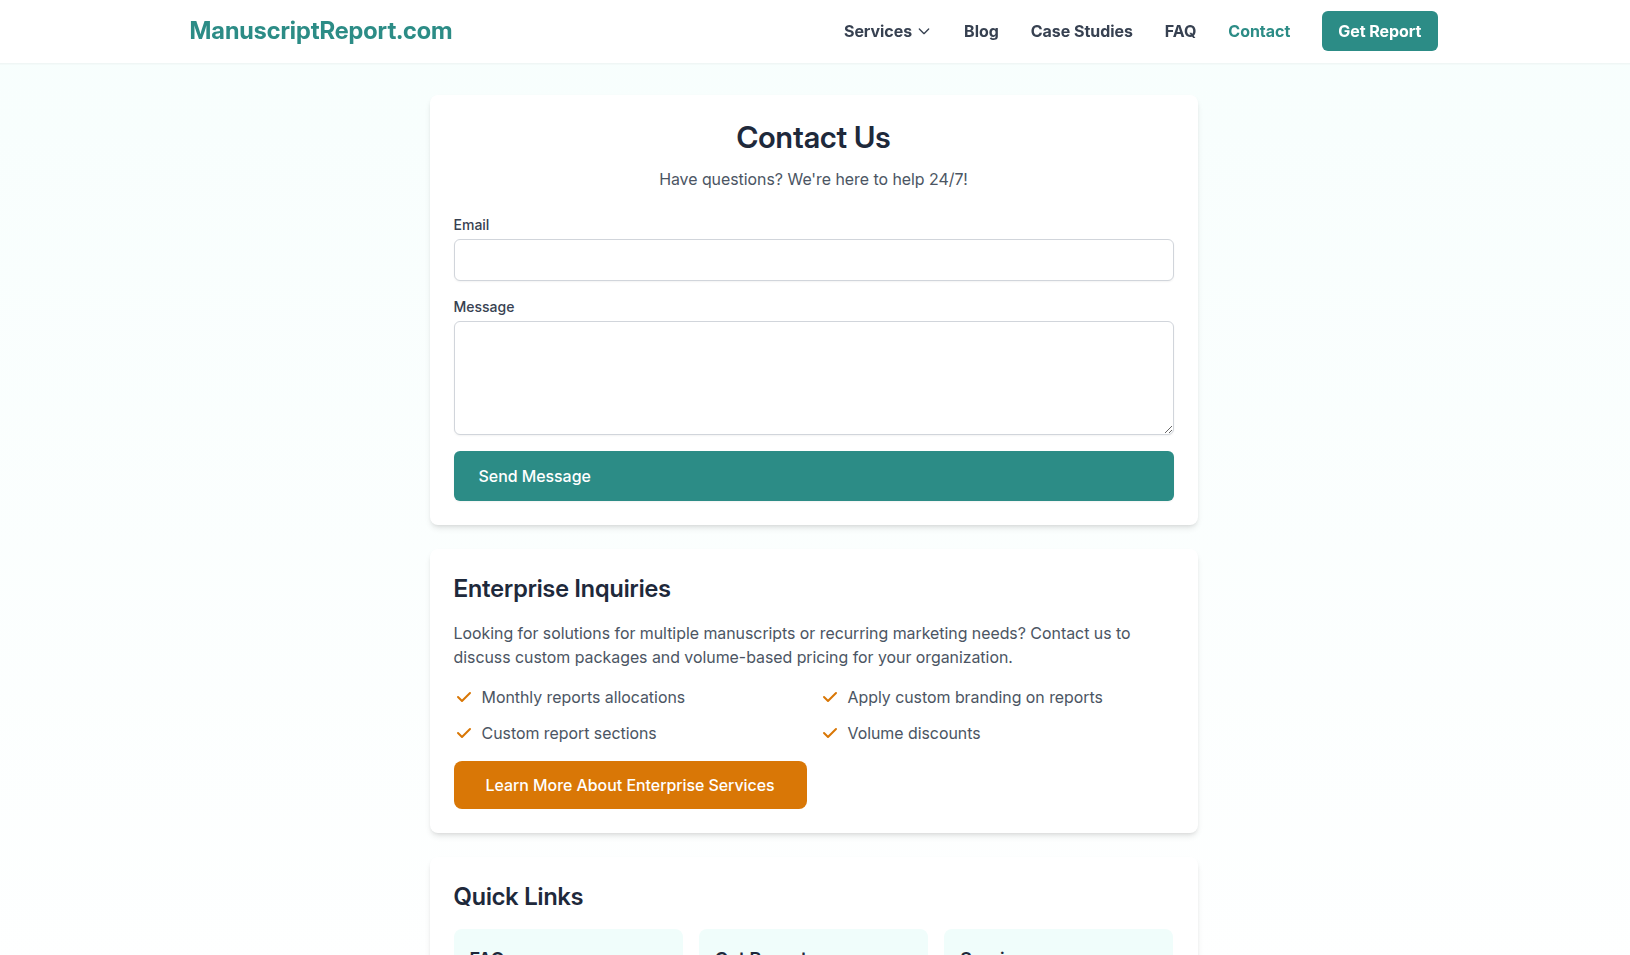 ManuscriptReport.com
Services
Blog
Case Studies
FAQ
Contact
Get Report
Contact Us
Have questions? We're here to help 24/7!
Email
Message
Send Message
Enterprise Inquiries
Looking for solutions for multiple manuscripts or recurring marketing needs? Contact us to
discuss custom packages and volume-based pricing for your organization.
Monthly reports allocations
Apply custom branding on reports
Custom report sections
Volume discounts
Learn More About Enterprise Services
Quick Links
FAQ
Get Report